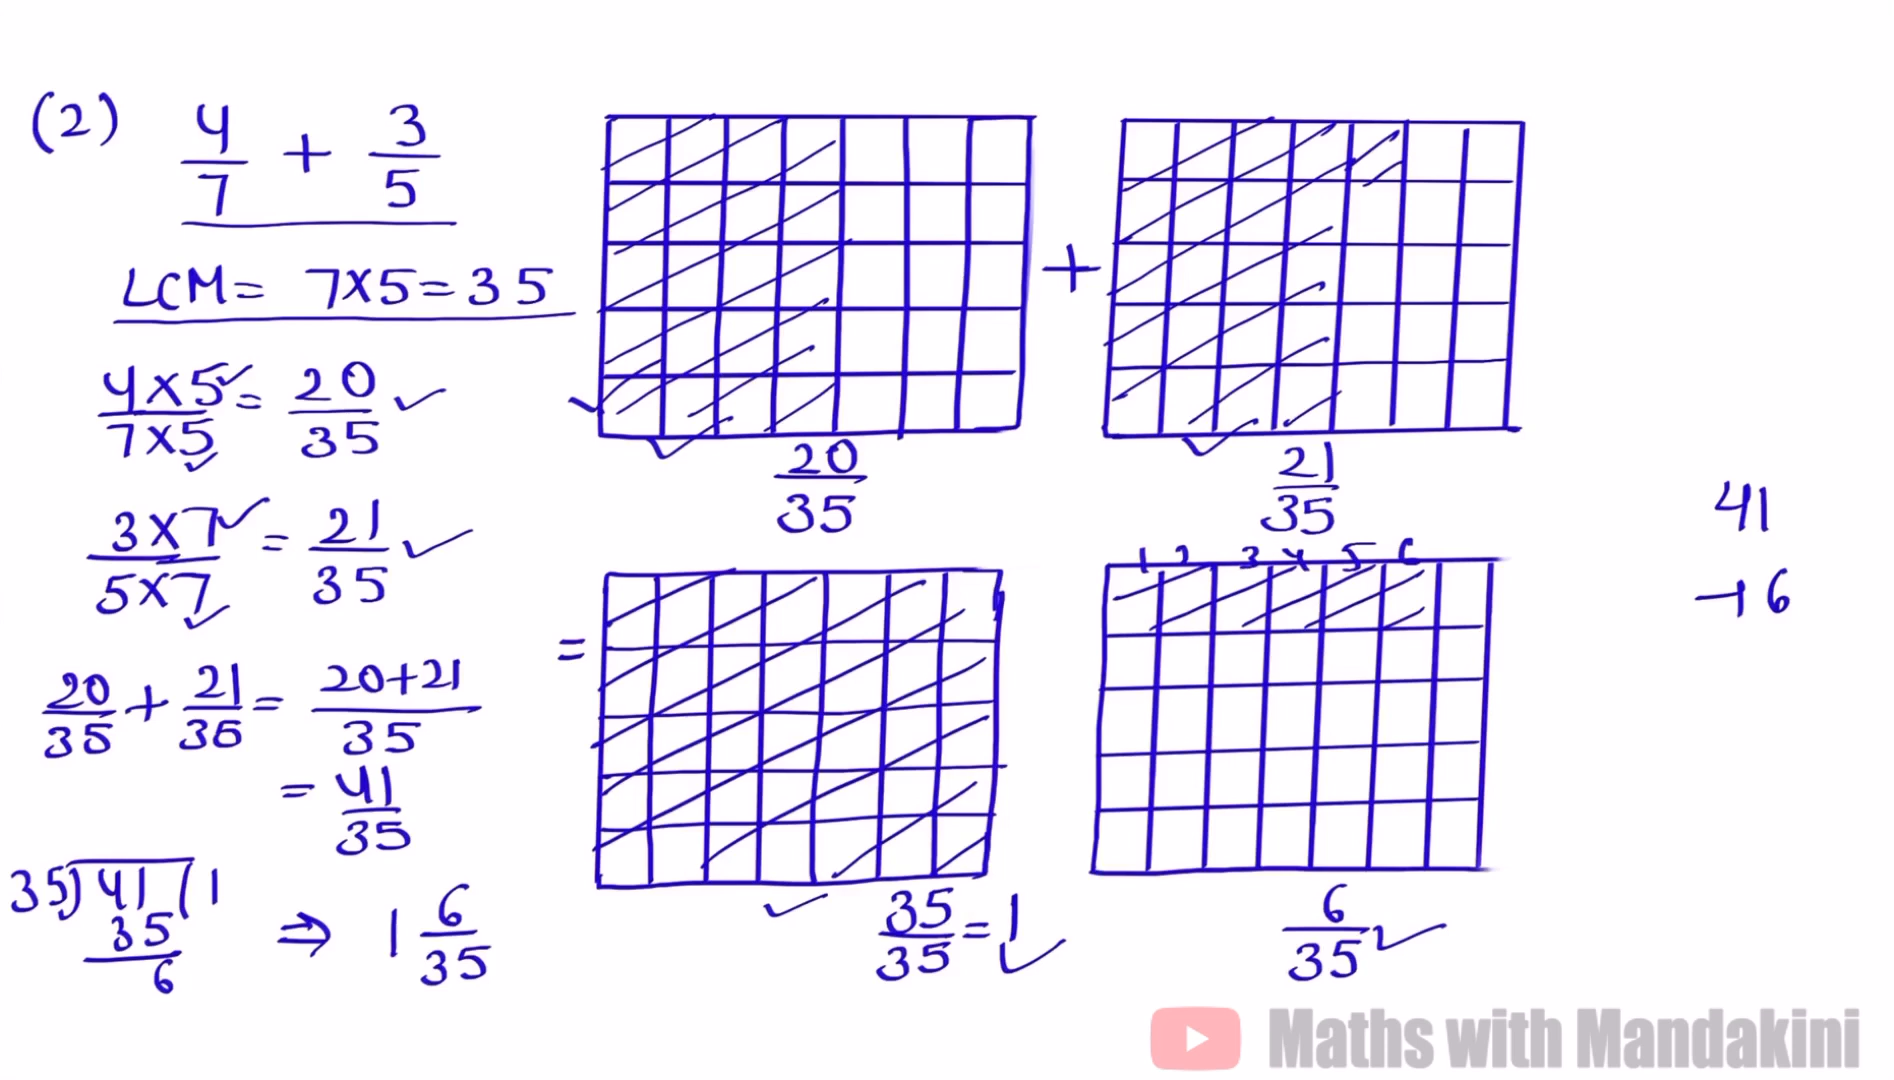 (2) 4/7 + 3/5
LCM = 7×5=35
4×5/7×5 = 20/35
3×7/5×7 = 21/35
20/35 + 21/35 = 20+21/35
= 41/35
35)41(1
35
6
⇒ 1 6/35
+
20/35
21/35
=
1 2 3 4 5 6
35/35 = 1
6/35
41
→ 6
Maths with Mandakini